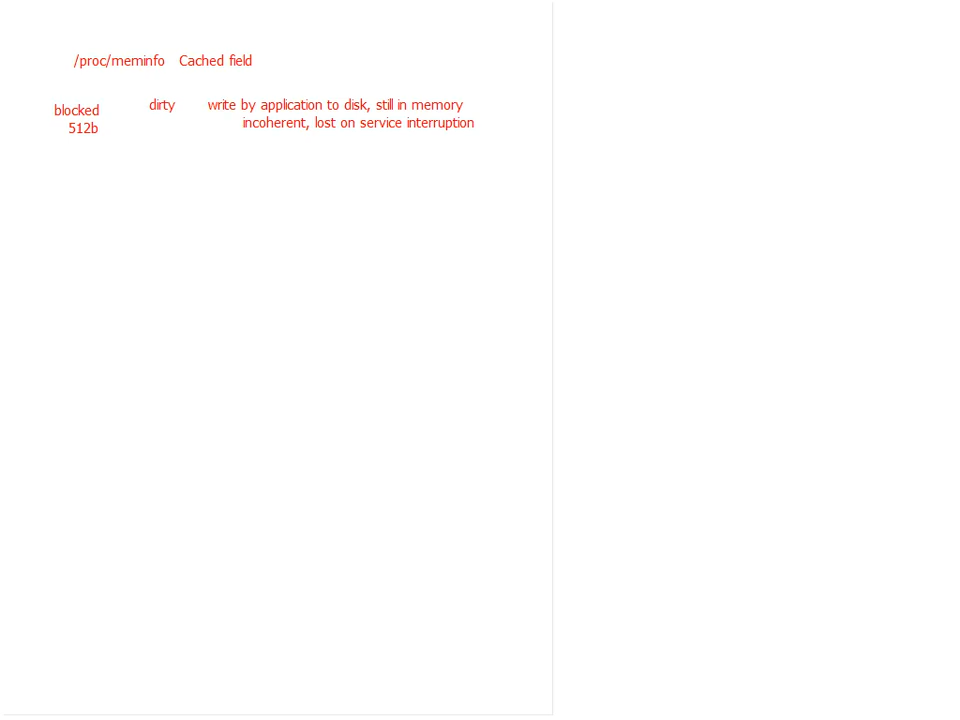 /proc/meminfo Cached field
blocked dirty write by application to disk, still in memory
512b incoherent, lost on service interruption